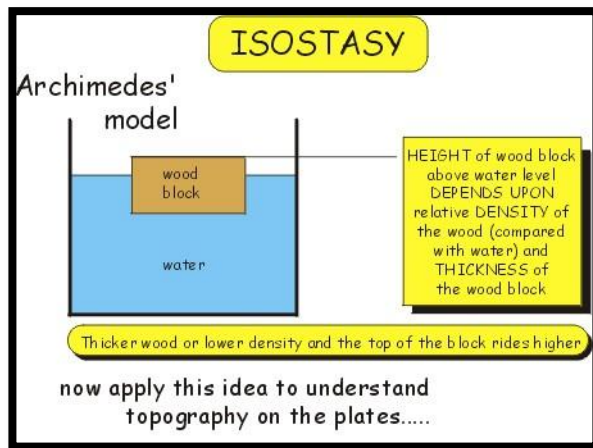 ISOSTASY
Archimedes'
model
wood
block
water
HEIGHT of wood block
above water level
DEPENDS UPON
relative DENSITY of
the wood (compared
with water) and
THICKNESS of
the wood block
Thicker wood or lower density and the top of the block rides higher
now apply this idea to understand
topography on the plates.....